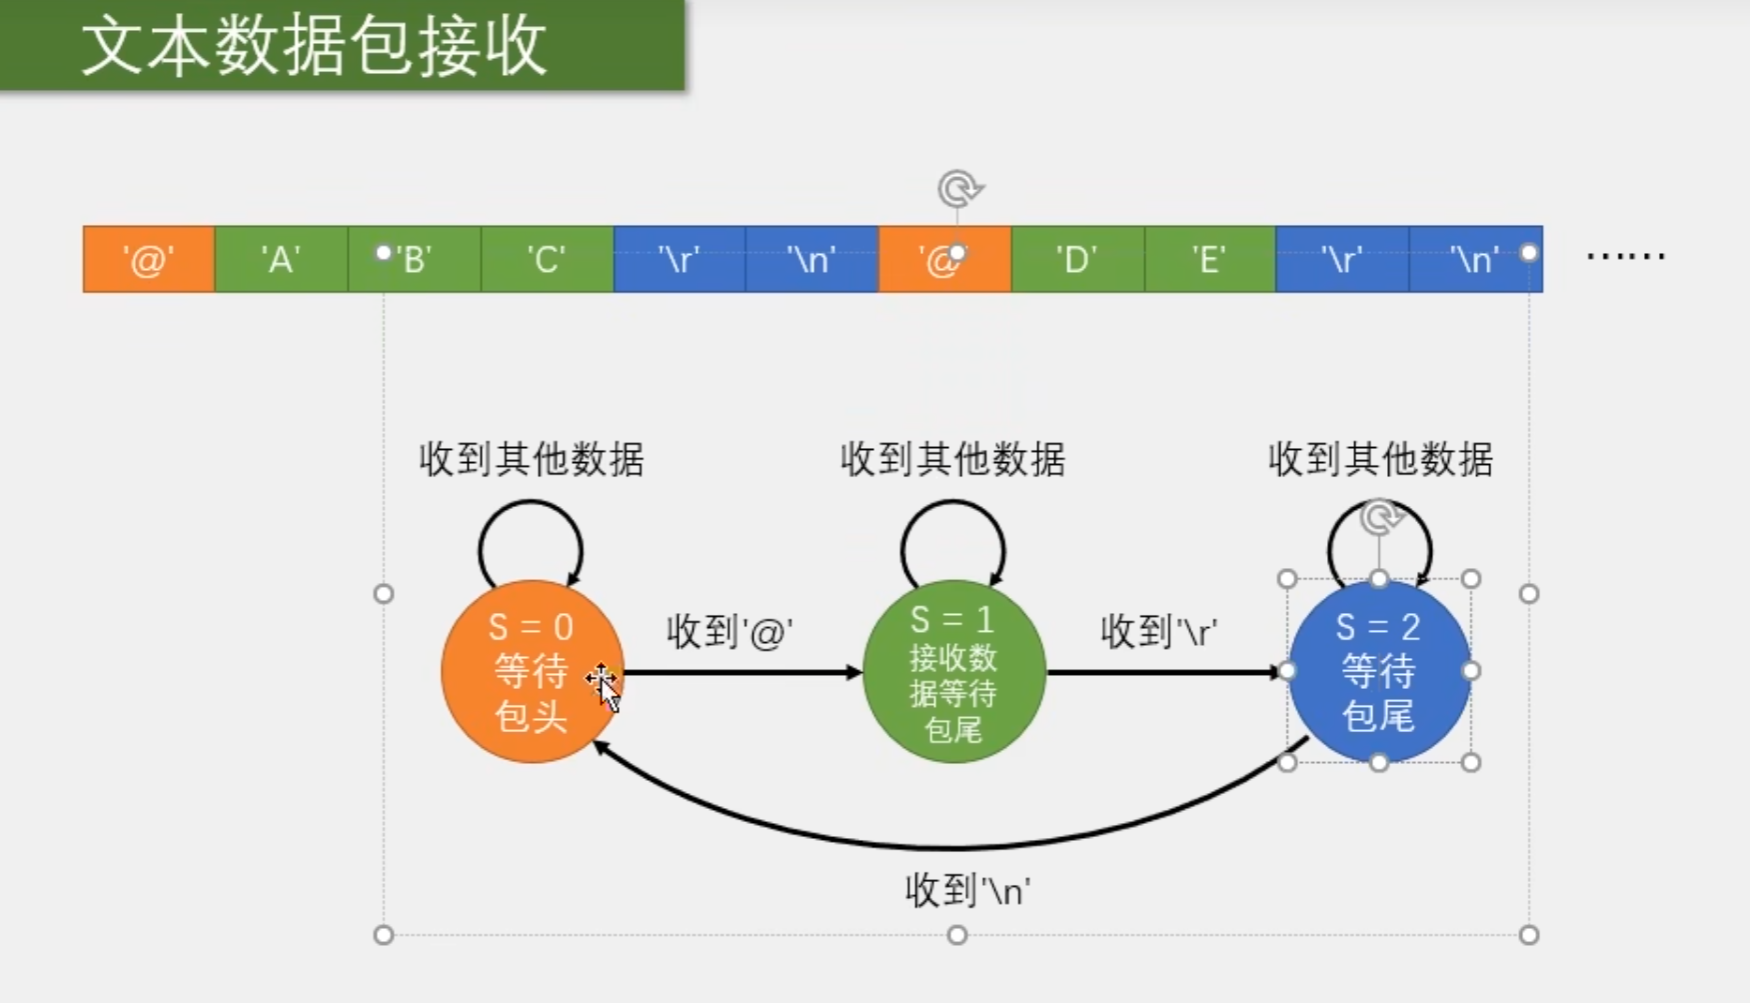 文本数据包接收
'@' 'A' 'B' 'C' '\r' '\n' '@' 'D' 'E' '\r' '\n' ······
收到其他数据 收到其他数据 收到其他数据
S = 0
等待
包头
收到'@'
S = 1
接收数
据等待
包尾
收到'\r'
S = 2
等待
包尾
收到'\n'